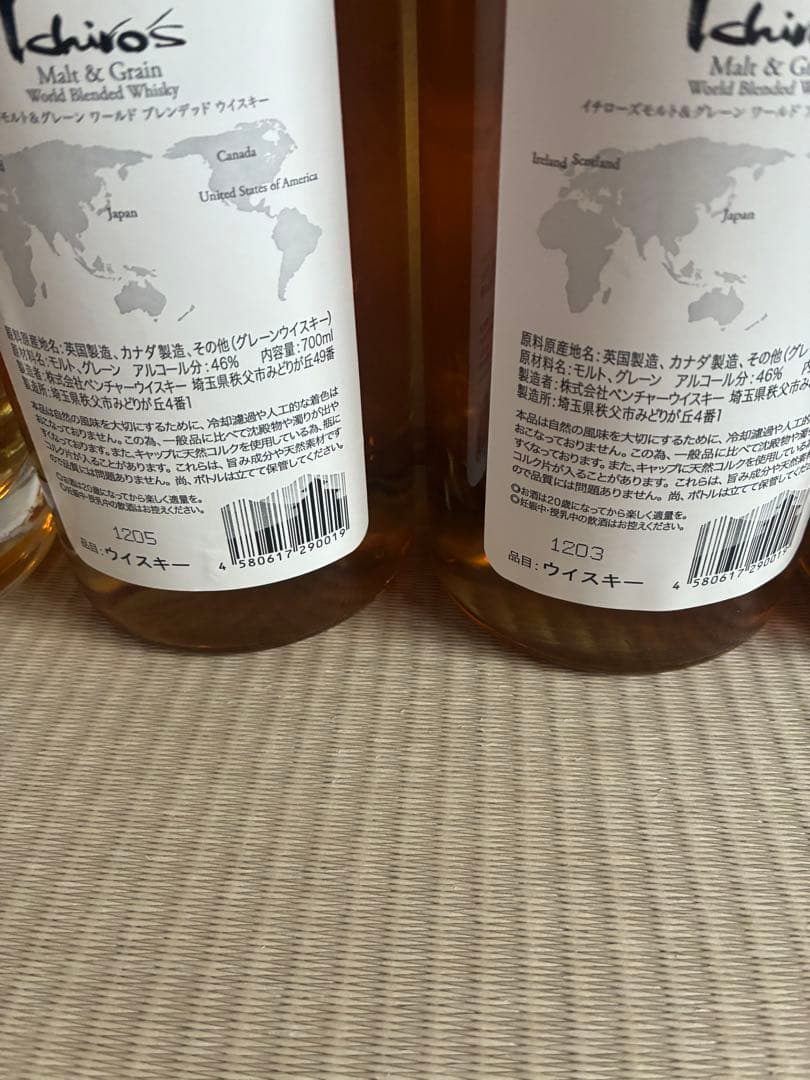 Ichiro's
Malt & Grain
World Blended Whisky
モルト&グレーン ワールド ブレンデッド ウイスキー
Canada
United States of America
Japan
原料原産地名:英国製造、カナダ製造、その他(グレーンウイスキー)
原材料名:モルト、グレーン アルコール分:46% 内容量:700ml
製造者:株式会社ベンチャーウイスキー 埼玉県秩父市みどりが丘49番
製造所:埼玉県秩父市みどりが丘4番1
本品は自然の風味を大切にするために、冷却濾過や人工的な着色は
おこなっておりません。この為、一般品に比べて沈殿物や濁りが出や
すくなっております。また、キャップに天然コルクを使用している為、瓶に
コルク片が入ることがあります。これらは、旨み成分や天然素材です
ので品質には問題ありません。尚、ボトルは立てて保管してください。
◎お酒は20歳になってから楽しく適量を。
◎妊娠中・授乳中の飲酒はお控えください。
1205
品目:ウイスキー
4 580617 290019
Ichir
Malt & Gr
World Blended W
イチローズモルト&グレーン ワールド
Ireland Scotland
Japan
原料原産地名:英国製造、カナダ製造、その他(グレ
原材料名:モルト、グレーン アルコール分:46%
製造者:株式会社ベンチャーウイスキー 埼玉県秩父市み
製造所:埼玉県秩父市みどりが丘4番1
本品は自然の風味を大切にするために、冷却濾過や人工的
おこなっておりません。この為、一般品に比べて沈殿物や濁
すくなっております。また、キャップに天然コルクを使用してい
コルク片が入ることがあります。これらは、旨み成分や天然
ので品質には問題ありません。尚、ボトルは立てて保管してく
◎お酒は20歳になってから楽しく適量を。
◎妊娠中・授乳中の飲酒はお控えください。
1203
品目:ウイスキー
4 580617 290019